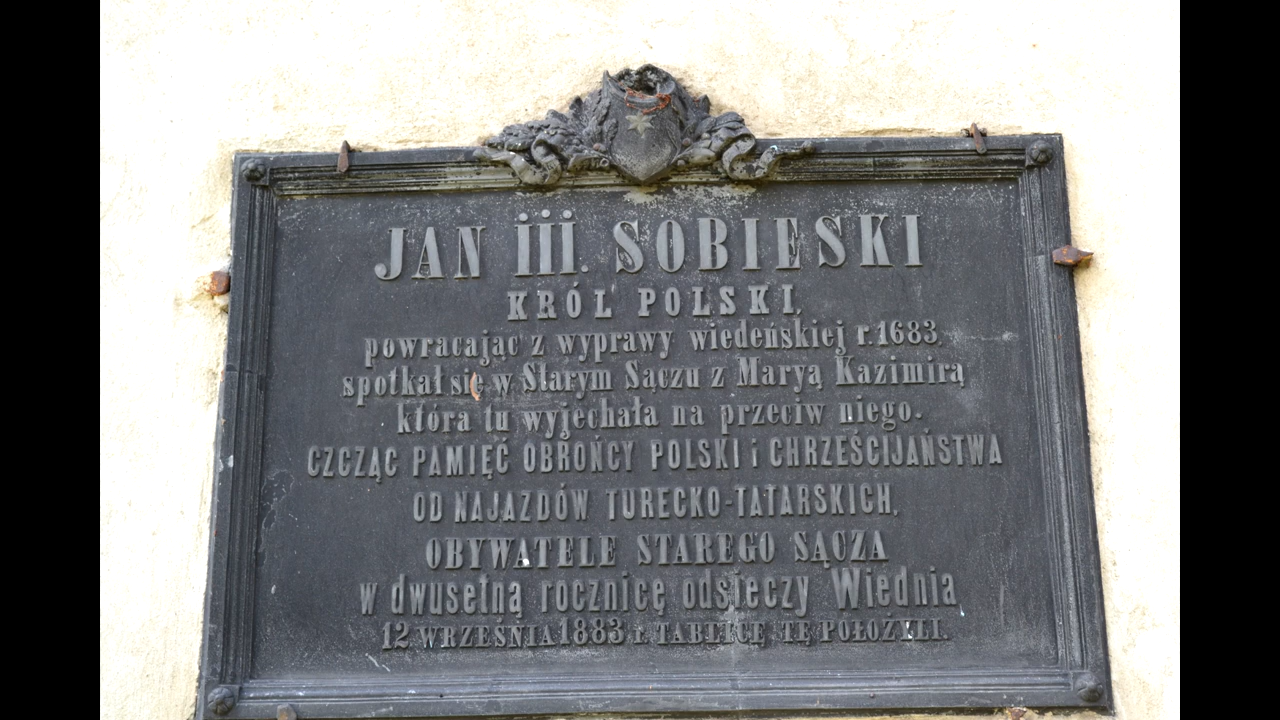 JAN III. SOBIESKI
KRÓL POLSKI,
powracając z wyprawy wiedeńskiej r. 1683.
spotkał się w Starym Sączu z Maryą Kazimirą
która tu wyjechała na przeciw niego.
CZCZĄC PAMIĘĆ OBROŃCY POLSKI i CHRZEŚCIJAŃSTWA
OD NAJAZDÓW TURECKO-TATARSKICH,
OBYWATELE STAREGO SĄCZA
w dwusetną rocznicę odsieczy Wiednia
12 WRZEŚNIA 1883 r. TABLICĘ TĘ POŁOŻYLI.